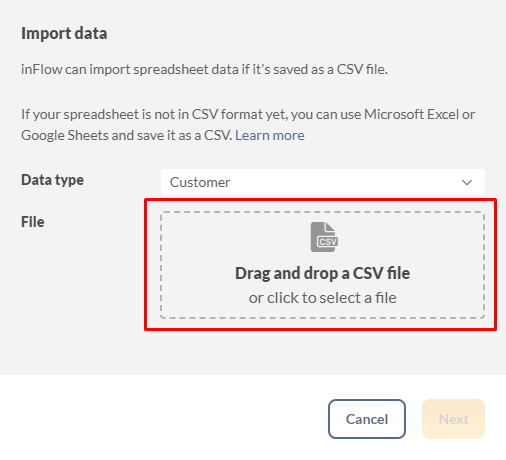 Import data
inFlow can import spreadsheet data if it's saved as a CSV file.
If your spreadsheet is not in CSV format yet, you can use Microsoft Excel or
Google Sheets and save it as a CSV. Learn more
Data type
Customer
File
CSV
Drag and drop a CSV file
or click to select a file
Cancel
Next